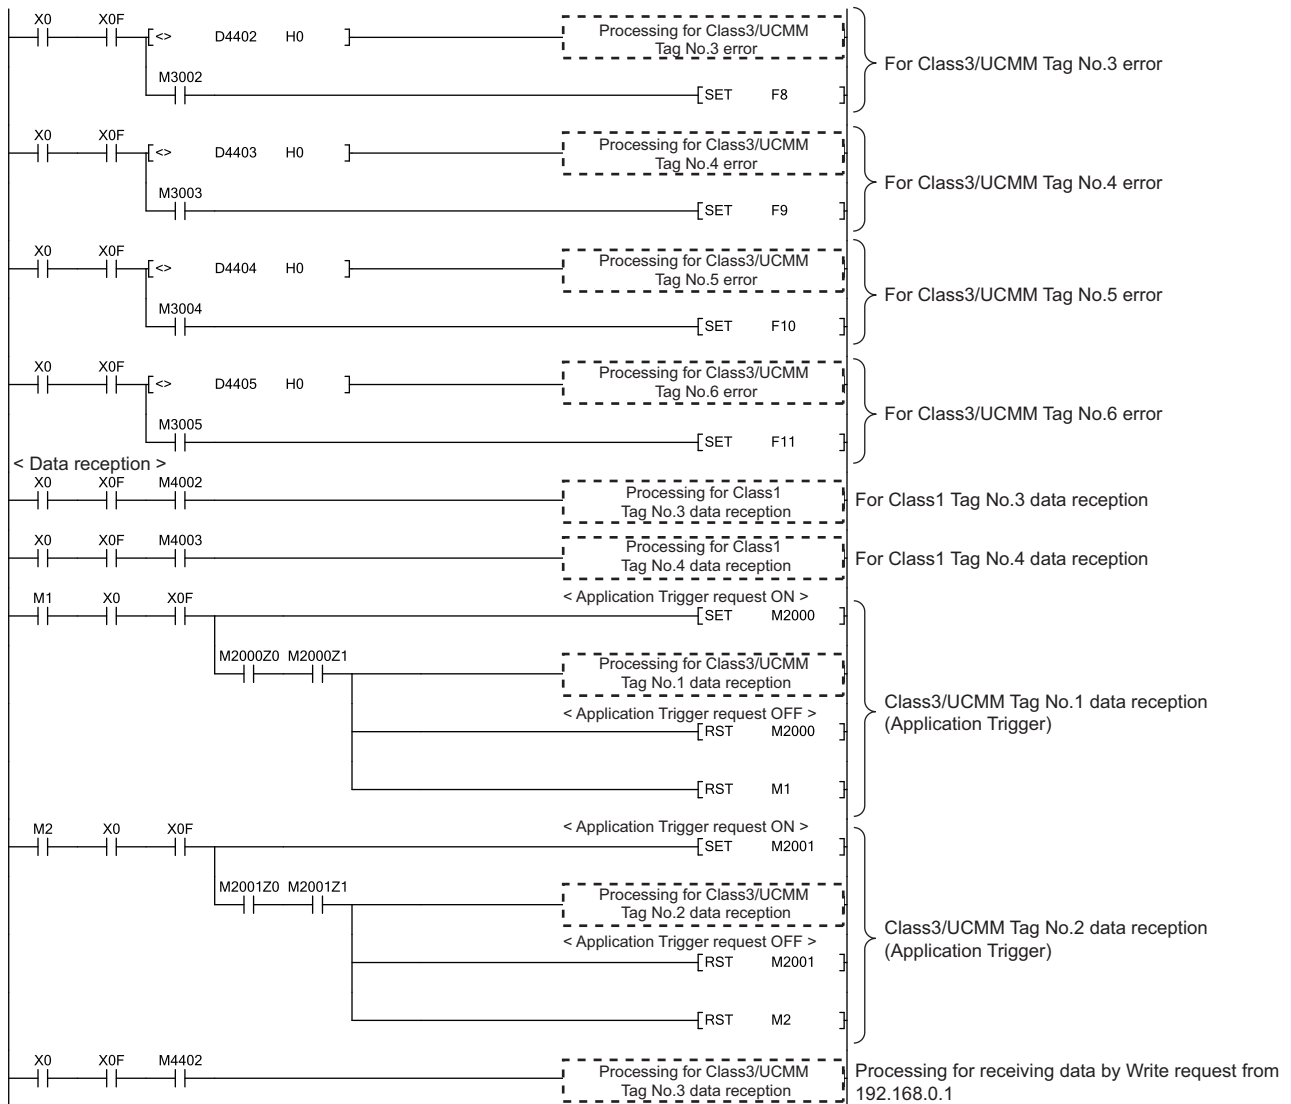 X0 X0F
[<> D4402 H0 ]
Processing for Class3/UCMM
Tag No.3 error
For Class3/UCMM Tag No.3 error
M3002
[SET F8 ]
X0 X0F
[<> D4403 H0 ]
Processing for Class3/UCMM
Tag No.4 error
For Class3/UCMM Tag No.4 error
M3003
[SET F9 ]
X0 X0F
[<> D4404 H0 ]
Processing for Class3/UCMM
Tag No.5 error
For Class3/UCMM Tag No.5 error
M3004
[SET F10 ]
X0 X0F
[<> D4405 H0 ]
Processing for Class3/UCMM
Tag No.6 error
For Class3/UCMM Tag No.6 error
M3005
[SET F11 ]
< Data reception >
X0 X0F M4002
Processing for Class1
Tag No.3 data reception
For Class1 Tag No.3 data reception
X0 X0F M4003
Processing for Class1
Tag No.4 data reception
For Class1 Tag No.4 data reception
M1 X0 X0F
< Application Trigger request ON >
[SET M2000 ]
M2000Z0 M2000Z1
Processing for Class3/UCMM
Tag No.1 data reception
< Application Trigger request OFF >
[RST M2000 ]
Class3/UCMM Tag No.1 data reception
(Application Trigger)
[RST M1 ]
M2 X0 X0F
< Application Trigger request ON >
[SET M2001 ]
M2001Z0 M2001Z1
Processing for Class3/UCMM
Tag No.2 data reception
< Application Trigger request OFF >
[RST M2001 ]
Class3/UCMM Tag No.2 data reception
(Application Trigger)
[RST M2 ]
X0 X0F M4402
Processing for Class3/UCMM
Tag No.3 data reception
Processing for receiving data by Write request from
192.168.0.1